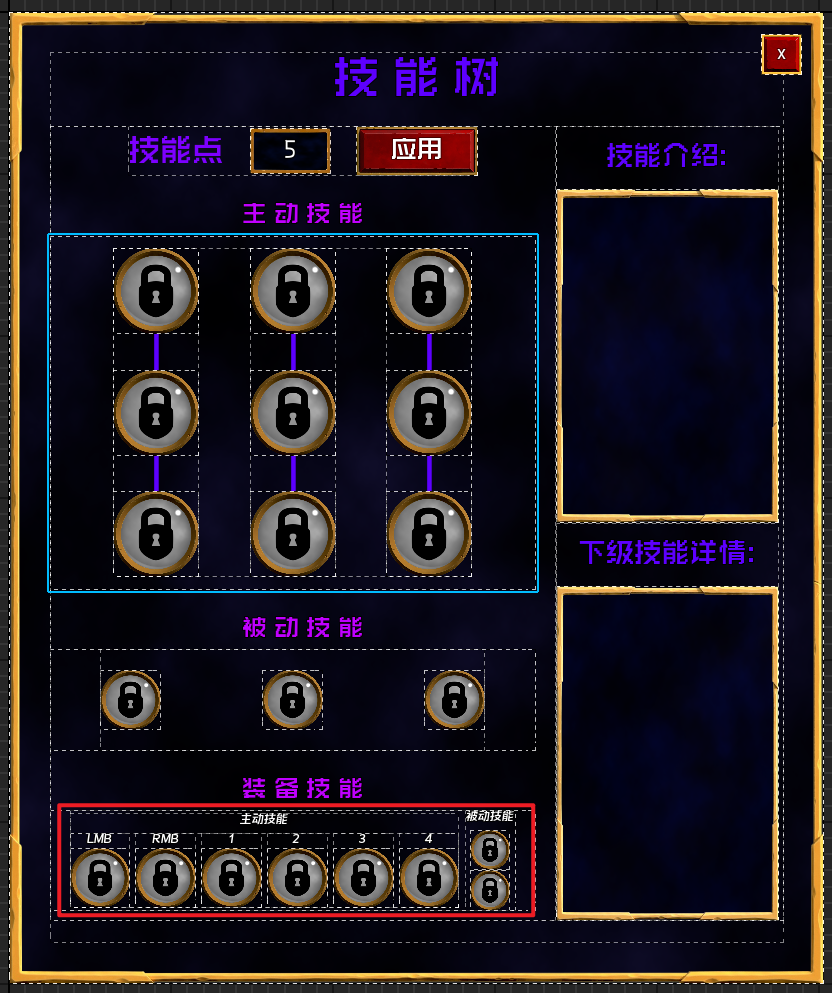 技能树
X
技能点 5 应用
技能介绍:
主动技能
下级技能详情:
被动技能
装备技能
主动技能 被动技能
LMB RMB 1 2 3 4